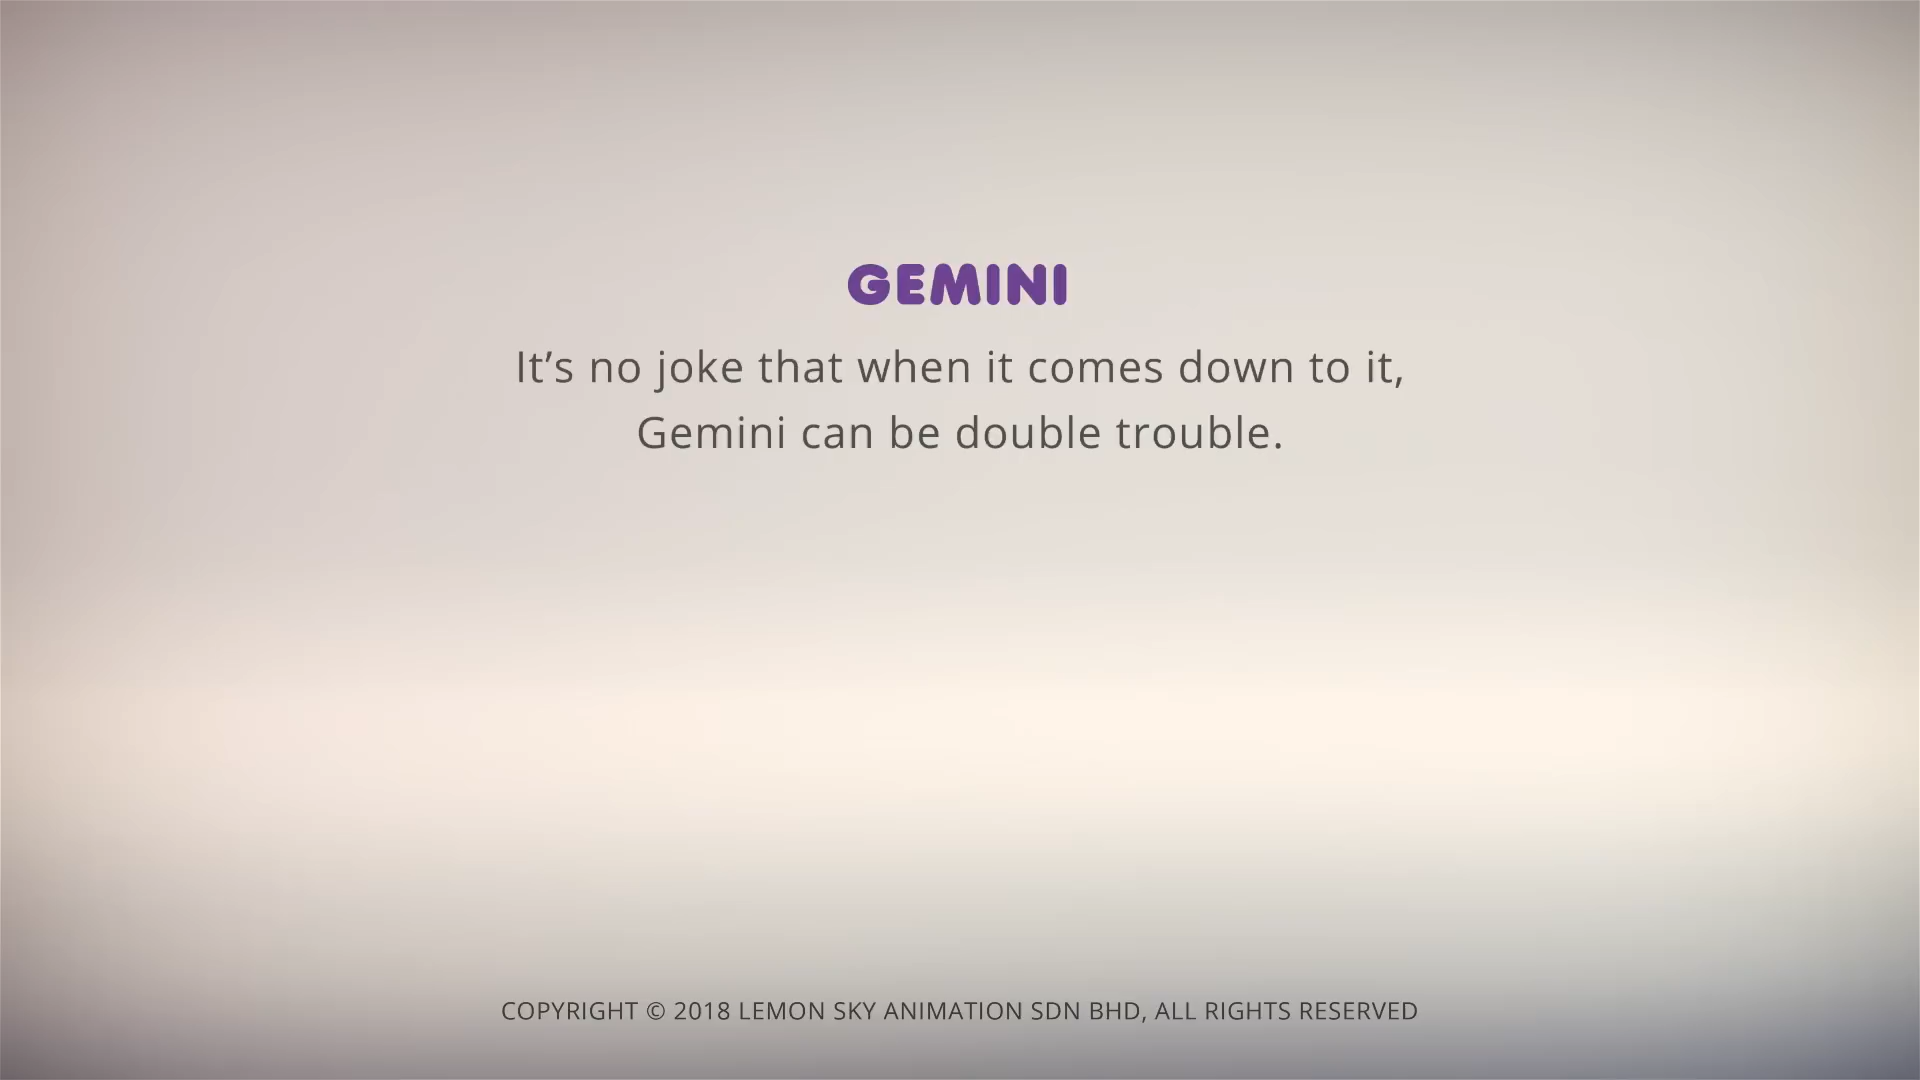 GEMINI
It’s no joke that when it comes down to it,
Gemini can be double trouble.
COPYRIGHT © 2018 LEMON SKY ANIMATION SDN BHD, ALL RIGHTS RESERVED